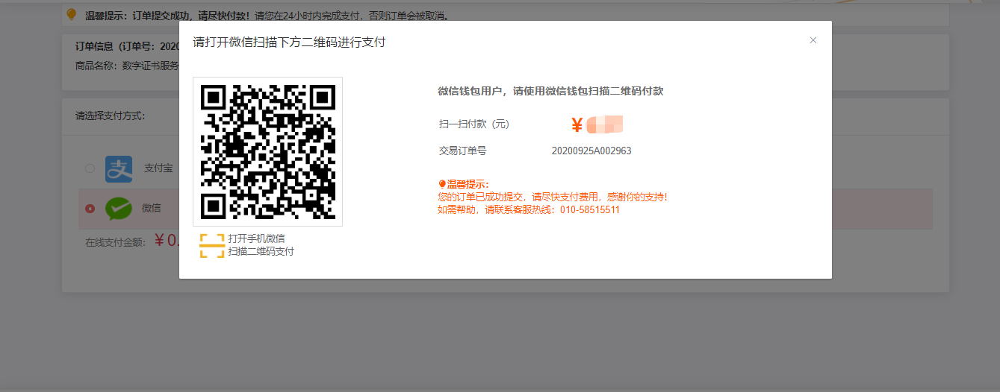 温馨提示：订单提交成功，请尽快付款！请您在24小时内完成支付，否则订单会被取消。
请打开微信扫描下方二维码进行支付
订单信息（订单号：2020
商品名称：数字证书服务
请选择支付方式：
支付宝
微信
在线支付金额：￥0.
微信钱包用户，请使用微信钱包扫描二维码付款
扫一扫付款（元）
￥
交易订单号
20200925A002963
温馨提示：
您的订单已成功提交，请尽快支付费用，感谢你的支持！
如需帮助，请联系客服热线：010-58515511
打开手机微信
扫描二维码支付